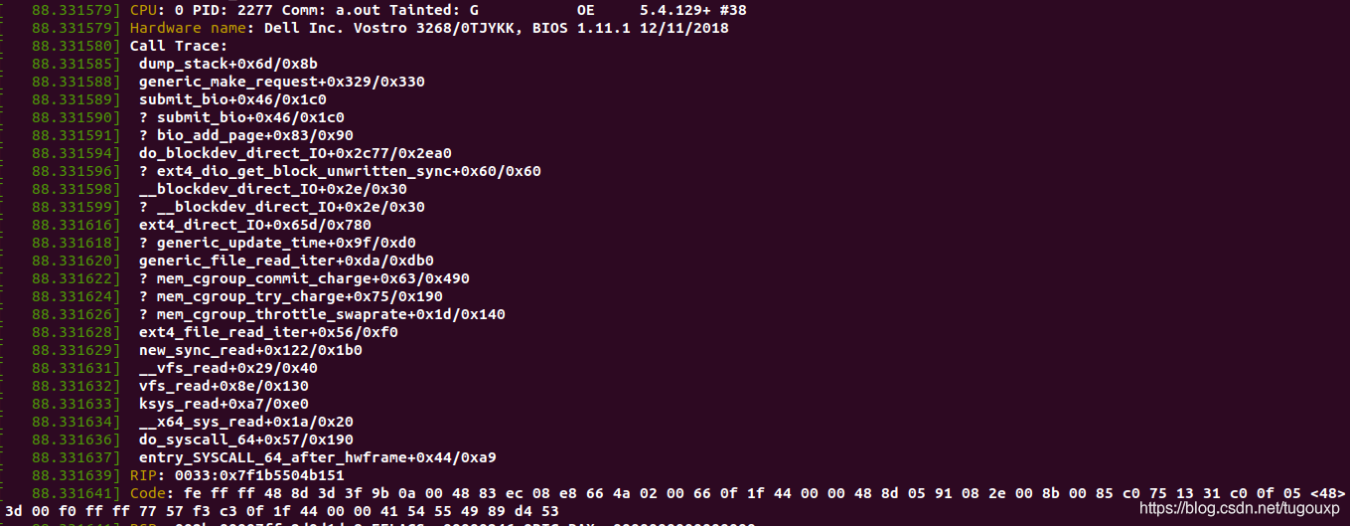 88.331579] CPU: 0 PID: 2277 Comm: a.out Tainted: G           OE     5.4.129+ #38
88.331579] Hardware name: Dell Inc. Vostro 3268/0TJYKK, BIOS 1.11.1 12/11/2018
88.331580] Call Trace:
88.331585]  dump_stack+0x6d/0x8b
88.331588]  generic_make_request+0x329/0x330
88.331589]  submit_bio+0x46/0x1c0
88.331590]  ? submit_bio+0x46/0x1c0
88.331591]  ? bio_add_page+0x83/0x90
88.331594]  do_blockdev_direct_IO+0x2c77/0x2ea0
88.331596]  ? ext4_dio_get_block_unwritten_sync+0x60/0x60
88.331598]  __blockdev_direct_IO+0x2e/0x30
88.331599]  ? __blockdev_direct_IO+0x2e/0x30
88.331616]  ext4_direct_IO+0x65d/0x780
88.331618]  ? generic_update_time+0x9f/0xd0
88.331620]  generic_file_read_iter+0xda/0xdb0
88.331622]  ? mem_cgroup_commit_charge+0x63/0x490
88.331624]  ? mem_cgroup_try_charge+0x75/0x190
88.331626]  ? mem_cgroup_throttle_swaprate+0x1d/0x140
88.331628]  ext4_file_read_iter+0x56/0xf0
88.331629]  new_sync_read+0x122/0x1b0
88.331631]  __vfs_read+0x29/0x40
88.331632]  vfs_read+0x8e/0x130
88.331633]  ksys_read+0xa7/0xe0
88.331634]  __x64_sys_read+0x1a/0x20
88.331636]  do_syscall_64+0x57/0x190
88.331637]  entry_SYSCALL_64_after_hwframe+0x44/0xa9
88.331639] RIP: 0033:0x7f1b5504b151
88.331641] Code: fe ff ff 48 8d 3d 3f 9b 0a 00 48 83 ec 08 e8 66 4a 02 00 66 0f 1f 44 00 00 48 8d 05 91 08 2e 00 8b 00 85 c0 75 13 31 c0 0f 05 <48>
3d 00 f0 ff ff 77 57 f3 c3 0f 1f 44 00 00 41 54 55 49 89 d4 53
https://blog.csdn.net/tugouxp